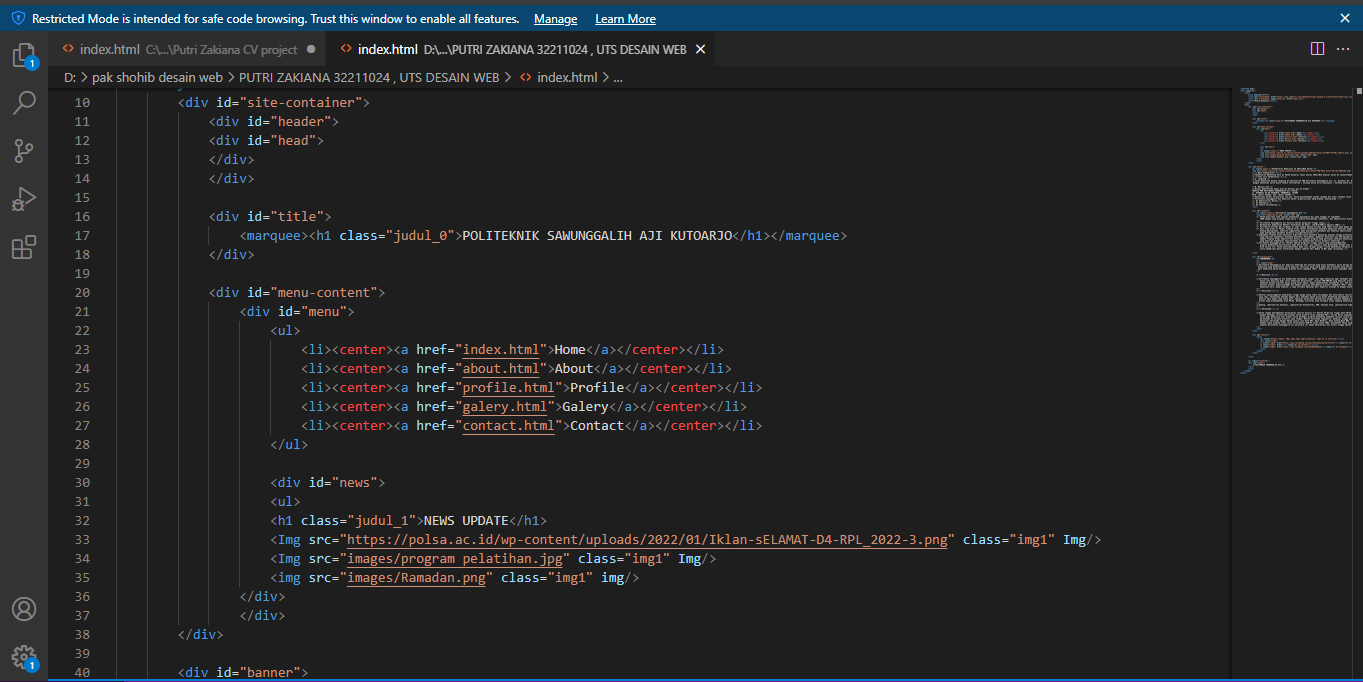 Restricted Mode is intended for safe code browsing. Trust this window to enable all features. Manage Learn More
index.html C:\...\Putri Zakiana CV project
index.html D:\...\PUTRI ZAKIANA 32211024 , UTS DESAIN WEB
D: > pak shohib desain web > PUTRI ZAKIANA 32211024 , UTS DESAIN WEB > index.html > ...
10 <div id="site-container">
11 <div id="header">
12 <div id="head">
13 </div>
14 </div>
15
16 <div id="title">
17 <marquee><h1 class="judul_0">POLITEKNIK SAWUNGGALIH AJI KUTOARJO</h1></marquee>
18 </div>
19
20 <div id="menu-content">
21 <div id="menu">
22 <ul>
23 <li><center><a href="index.html">Home</a></center></li>
24 <li><center><a href="about.html">About</a></center></li>
25 <li><center><a href="profile.html">Profile</a></center></li>
26 <li><center><a href="galery.html">Galery</a></center></li>
27 <li><center><a href="contact.html">Contact</a></center></li>
28 </ul>
29
30 <div id="news">
31 <ul>
32 <h1 class="judul_1">NEWS UPDATE</h1>
33 <Img src="https://polsa.ac.id/wp-content/uploads/2022/01/Iklan-sELAMAT-D4-RPL_2022-3.png" class="img1" Img/>
34 <Img src="images/program pelatihan.jpg" class="img1" Img/>
35 <img src="images/Ramadan.png" class="img1" img/>
36 </div>
37 </div>
38 </div>
39
40 <div id="banner">
1
1